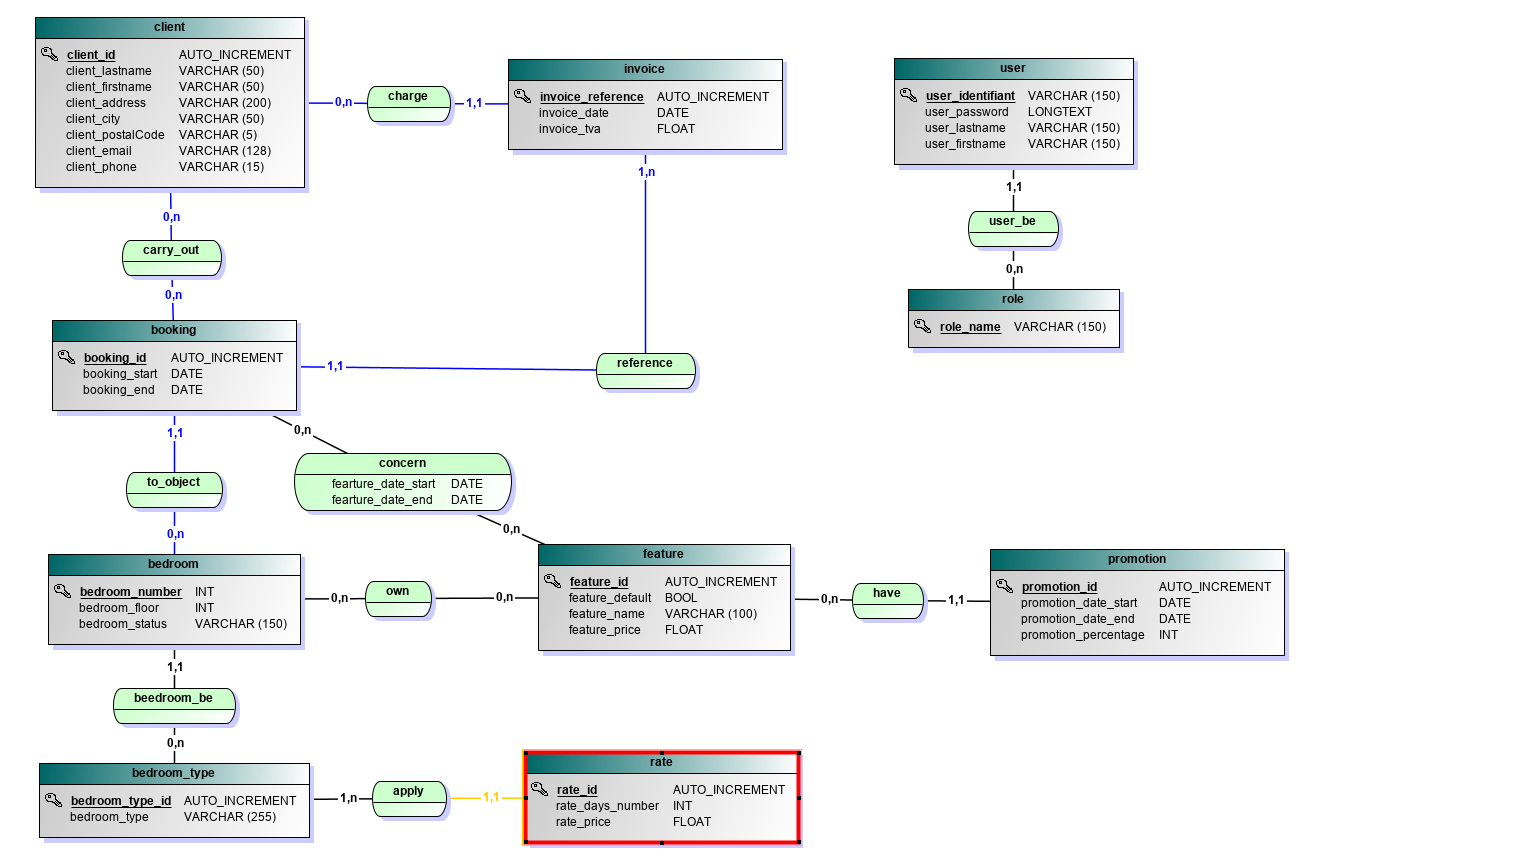 client
client_id AUTO_INCREMENT
client_lastname VARCHAR (50)
client_firstname VARCHAR (50)
client_address VARCHAR (200)
client_city VARCHAR (50)
client_postalCode VARCHAR (5)
client_email VARCHAR (128)
client_phone VARCHAR (15)
0,n
charge
1,1
invoice
invoice_reference AUTO_INCREMENT
invoice_date DATE
invoice_tva FLOAT
user
user_identifiant VARCHAR (150)
user_password LONGTEXT
user_lastname VARCHAR (150)
user_firstname VARCHAR (150)
1,1
user_be
0,n
role
role_name VARCHAR (150)
0,n
carry_out
0,n
1,n
booking
booking_id AUTO_INCREMENT
booking_start DATE
booking_end DATE
1,1
reference
1,1
to_object
0,n
0,n
concern
fearture_date_start DATE
fearture_date_end DATE
0,n
bedroom
bedroom_number INT
bedroom_floor INT
bedroom_status VARCHAR (150)
0,n
own
0,n
feature
feature_id AUTO_INCREMENT
feature_default BOOL
feature_name VARCHAR (100)
feature_price FLOAT
0,n
have
1,1
promotion
promotion_id AUTO_INCREMENT
promotion_date_start DATE
promotion_date_end DATE
promotion_percentage INT
1,1
beedroom_be
0,n
bedroom_type
bedroom_type_id AUTO_INCREMENT
bedroom_type VARCHAR (255)
1,n
apply
1,1
rate
rate_id AUTO_INCREMENT
rate_days_number INT
rate_price FLOAT